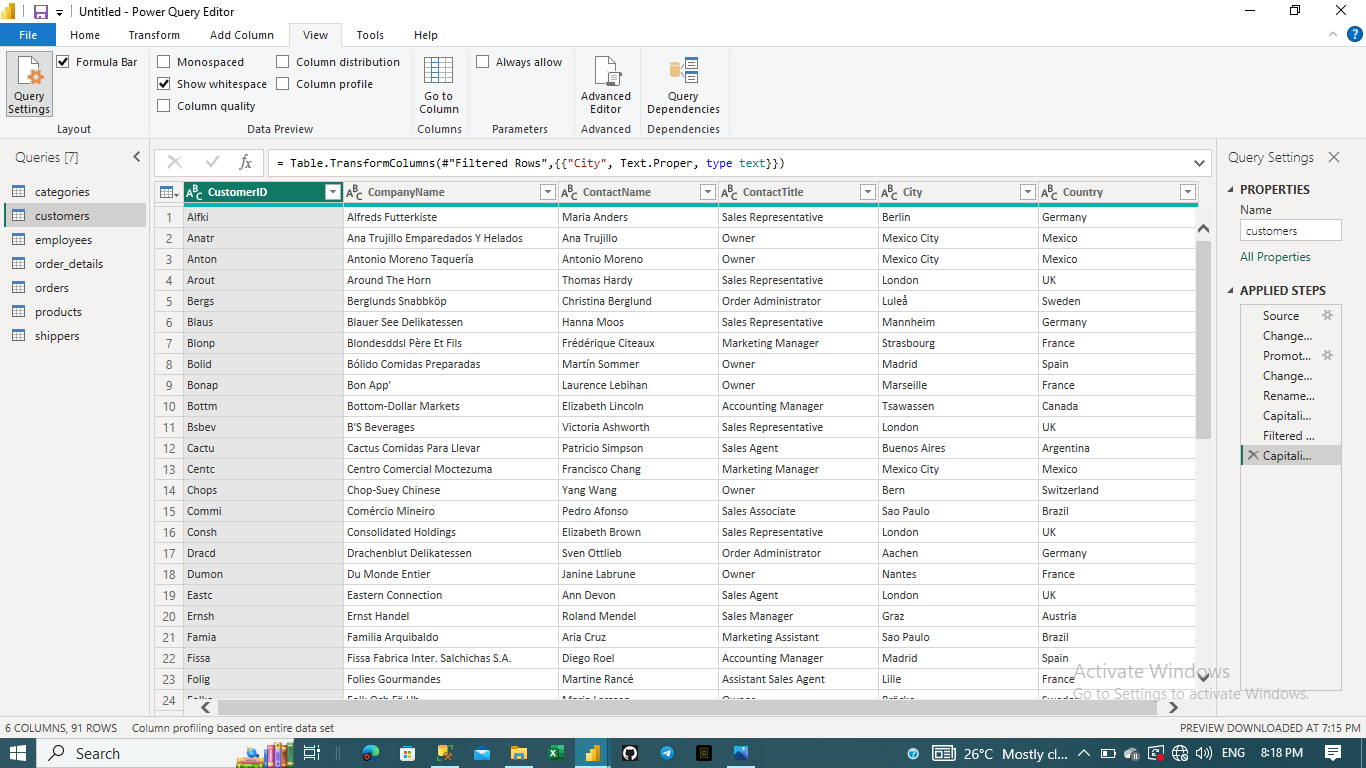 Untitled - Power Query Editor
File Home Transform Add Column View Tools Help
Query Settings
Formula Bar
Layout
Monospaced
Show whitespace
Column quality
Column distribution
Column profile
Data Preview
Go to Column
Columns
Always allow
Parameters
Advanced Editor
Advanced
Query Dependencies
Dependencies
Queries [7]
categories
customers
employees
order_details
orders
products
shippers
= Table.TransformColumns(#"Filtered Rows",{{"City", Text.Proper, type text}})
CustomerID CompanyName ContactName ContactTitle City Country
1 Alfki Alfreds Futterkiste Maria Anders Sales Representative Berlin Germany
2 Anatr Ana Trujillo Emparedados Y Helados Ana Trujillo Owner Mexico City Mexico
3 Anton Antonio Moreno Taquería Antonio Moreno Owner Mexico City Mexico
4 Arout Around The Horn Thomas Hardy Sales Representative London UK
5 Bergs Berglunds Snabbköp Christina Berglund Order Administrator Luleå Sweden
6 Blaus Blauer See Delikatessen Hanna Moos Sales Representative Mannheim Germany
7 Blonp Blondesddsl Père Et Fils Frédérique Citeaux Marketing Manager Strasbourg France
8 Bolid Bólido Comidas Preparadas Martín Sommer Owner Madrid Spain
9 Bonap Bon App' Laurence Lebihan Owner Marseille France
10 Bottm Bottom-Dollar Markets Elizabeth Lincoln Accounting Manager Tsawassen Canada
11 Bsbev B'S Beverages Victoria Ashworth Sales Representative London UK
12 Cactu Cactus Comidas Para Llevar Patricio Simpson Sales Agent Buenos Aires Argentina
13 Centc Centro Comercial Moctezuma Francisco Chang Marketing Manager Mexico City Mexico
14 Chops Chop-Suey Chinese Yang Wang Owner Bern Switzerland
15 Commi Comércio Mineiro Pedro Afonso Sales Associate Sao Paulo Brazil
16 Consh Consolidated Holdings Elizabeth Brown Sales Representative London UK
17 Dracd Drachenblut Delikatessen Sven Ottlieb Order Administrator Aachen Germany
18 Dumon Du Monde Entier Janine Labrune Owner Nantes France
19 Eastc Eastern Connection Ann Devon Sales Agent London UK
20 Ernsh Ernst Handel Roland Mendel Sales Manager Graz Austria
21 Famia Familia Arquibaldo Aria Cruz Marketing Assistant Sao Paulo Brazil
22 Fissa Fissa Fabrica Inter. Salchichas S.A. Diego Roel Accounting Manager Madrid Spain
23 Folig Folies Gourmandes Martine Rancé Assistant Sales Agent Lille France
24
Query Settings
PROPERTIES
Name
customers
All Properties
APPLIED STEPS
Source
Change...
Promot...
Change...
Rename...
Capitali...
Filtered ...
Capitali...
Activate Windows
Go to Settings to activate Windows.
6 COLUMNS, 91 ROWS Column profiling based on entire data set PREVIEW DOWNLOADED AT 7:15 PM
Search 26°C Mostly cl... ENG 8:18 PM